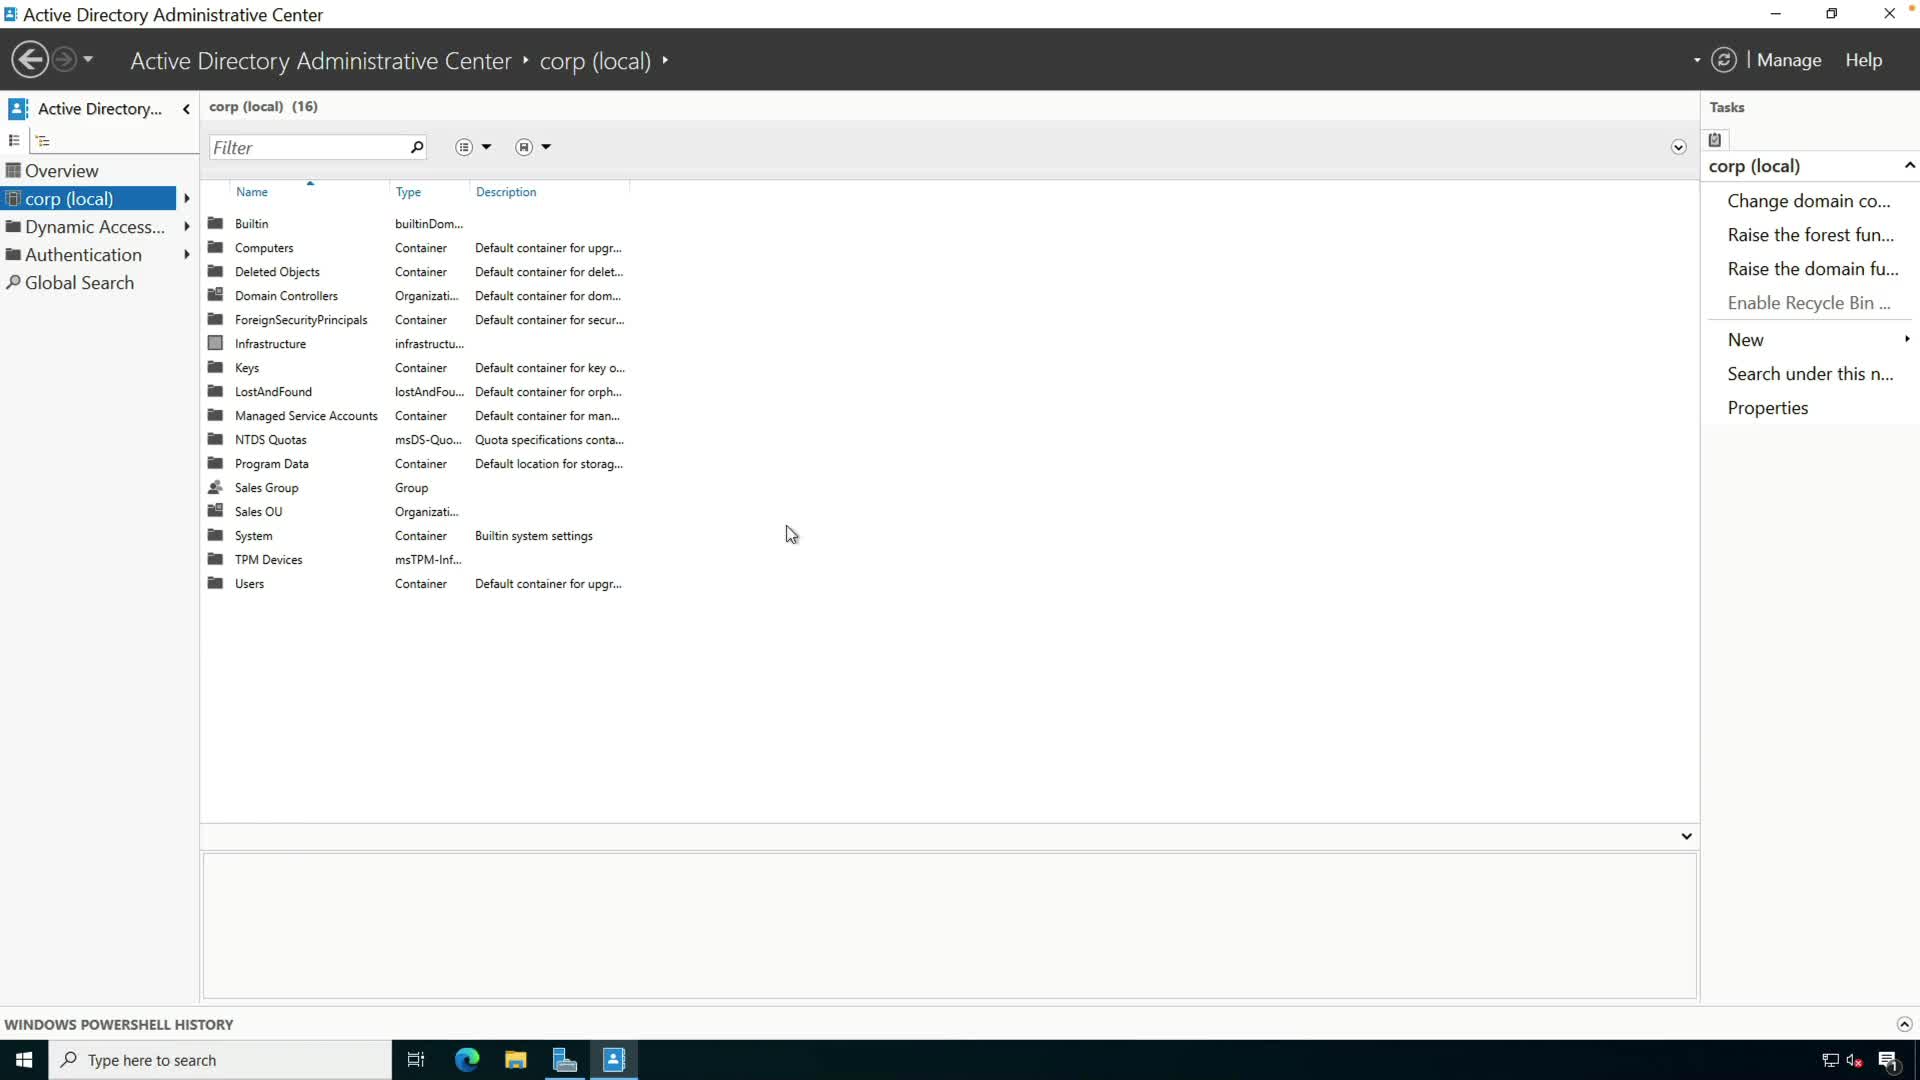 Active Directory Administrative Center
Active Directory Administrative Center corp (local)
Manage Help
Active Directory...
Overview
corp (local)
Dynamic Access...
Authentication
Global Search
corp (local) (16)
Filter
Name Type Description
Builtin builtinDom...
Computers Container Default container for upgr...
Deleted Objects Container Default container for delet...
Domain Controllers Organizati... Default container for dom...
ForeignSecurityPrincipals Container Default container for secur...
Infrastructure infrastructu...
Keys Container Default container for key o...
LostAndFound lostAndFou... Default container for orph...
Managed Service Accounts Container Default container for man...
NTDS Quotas msDS-Quo... Quota specifications conta...
Program Data Container Default location for storag...
Sales Group Group
Sales OU Organizati...
System Container Builtin system settings
TPM Devices msTPM-Inf...
Users Container Default container for upgr...
Tasks
corp (local)
Change domain co...
Raise the forest fun...
Raise the domain fu...
Enable Recycle Bin ...
New
Search under this n...
Properties
WINDOWS POWERSHELL HISTORY
Type here to search
1